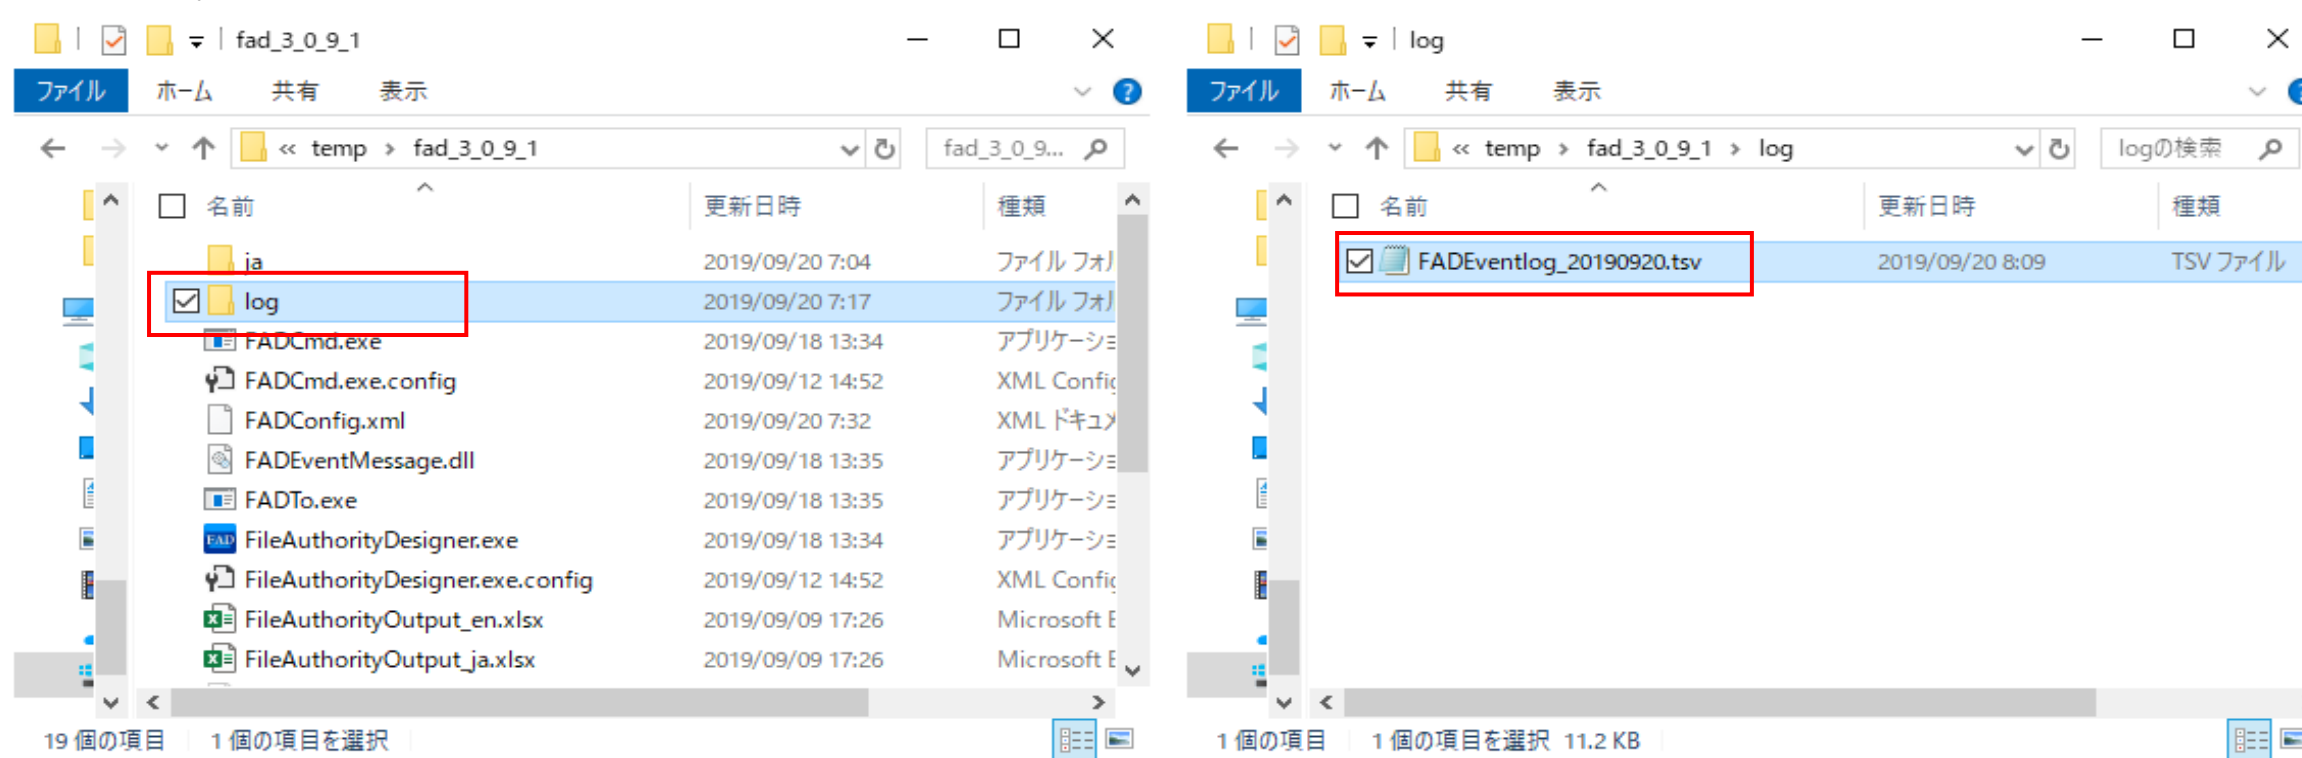 fad_3_0_9_1
ファイル ホーム 共有 表示
« temp › fad_3_0_9_1
fad_3_0_9...
名前 更新日時 種類
ja 2019/09/20 7:04 ファイル フォル
log 2019/09/20 7:17 ファイル フォル
FADCmd.exe 2019/09/18 13:34 アプリケーショ
FADCmd.exe.config 2019/09/12 14:52 XML Config
FADConfig.xml 2019/09/20 7:32 XML ドキュメ
FADEventMessage.dll 2019/09/18 13:35 アプリケーショ
FADTo.exe 2019/09/18 13:35 アプリケーショ
FAD FileAuthorityDesigner.exe 2019/09/18 13:34 アプリケーショ
FileAuthorityDesigner.exe.config 2019/09/12 14:52 XML Config
FileAuthorityOutput_en.xlsx 2019/09/09 17:26 Microsoft E
FileAuthorityOutput_ja.xlsx 2019/09/09 17:26 Microsoft E
19 個の項目 1 個の項目を選択
log
ファイル ホーム 共有 表示
« temp › fad_3_0_9_1 › log
logの検索
名前 更新日時 種類
FADEventlog_20190920.tsv 2019/09/20 8:09 TSV ファイル
1 個の項目 1 個の項目を選択 11.2 KB